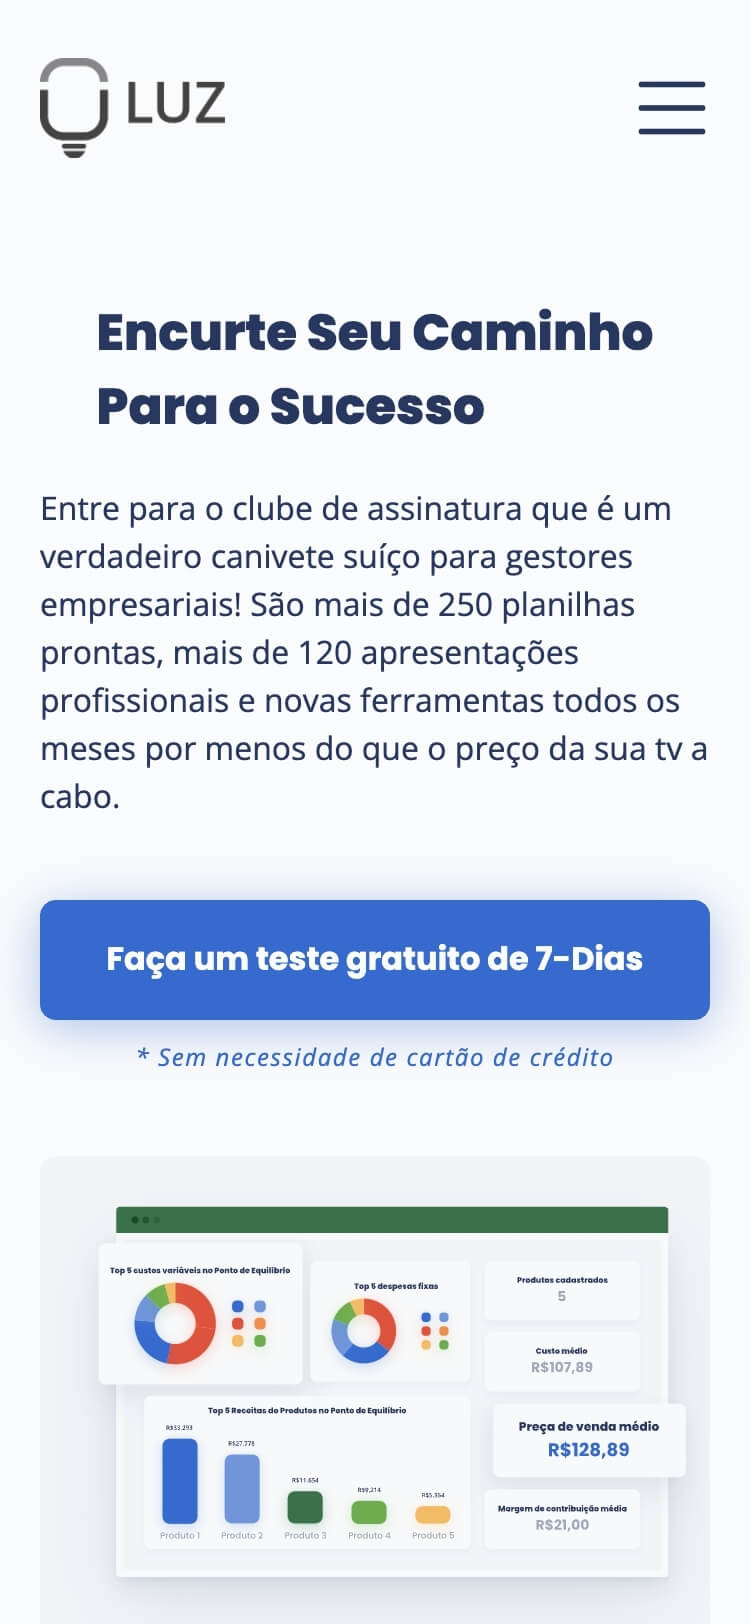 LUZ
Encurte Seu Caminho
Para o Sucesso
Entre para o clube de assinatura que é um
verdadeiro canivete suíço para gestores
empresariais! São mais de 250 planilhas
prontas, mais de 120 apresentações
profissionais e novas ferramentas todos os
meses por menos do que o preço da sua tv a
cabo.
Faça um teste gratuito de 7-Dias
* Sem necessidade de cartão de crédito
Top 5 custos variáveis no Ponto de Equilíbrio
Top 5 despesas fixas
Produtos cadastrados
5
Custo médio
R$107,89
Preça de venda médio
R$128,89
Margem de contribuição média
R$21,00
Top 5 Receitas do Produtos no Ponto de Equilíbrio
R$33.293
R$27.778
R$11.654
R$9.214
R$5.354
Produto 1
Produto 2
Produto 3
Produto 4
Produto 5